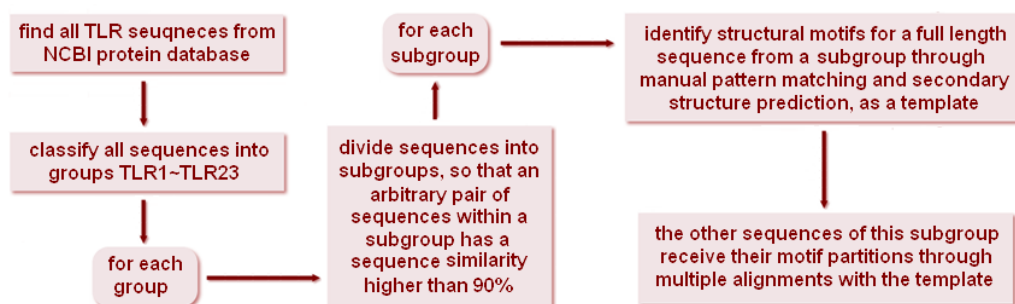 find all TLR seuqneces from
NCBI protein database
classify all sequences into
groups TLR1~TLR23
for each
group
divide sequences into
subgroups, so that an
arbitrary pair of
sequences within a
subgroup has a
sequence similarity
higher than 90%
for each
subgroup
identify structural motifs for a full length
sequence from a subgroup through
manual pattern matching and secondary
structure prediction, as a template
the other sequences of this subgroup
receive their motif partitions through
multiple alignments with the template